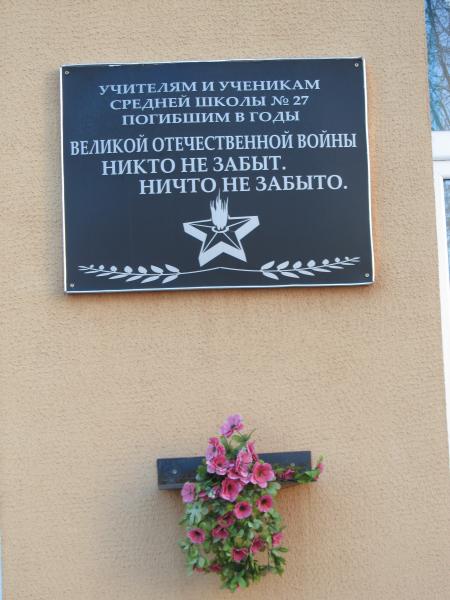 УЧИТЕЛЯМ И УЧЕНИКАМ
СРЕДНЕЙ ШКОЛЫ № 27
ПОГИБШИМ В ГОДЫ
ВЕЛИКОЙ ОТЕЧЕСТВЕННОЙ ВОЙНЫ
НИКТО НЕ ЗАБЫТ.
НИЧТО НЕ ЗАБЫТО.